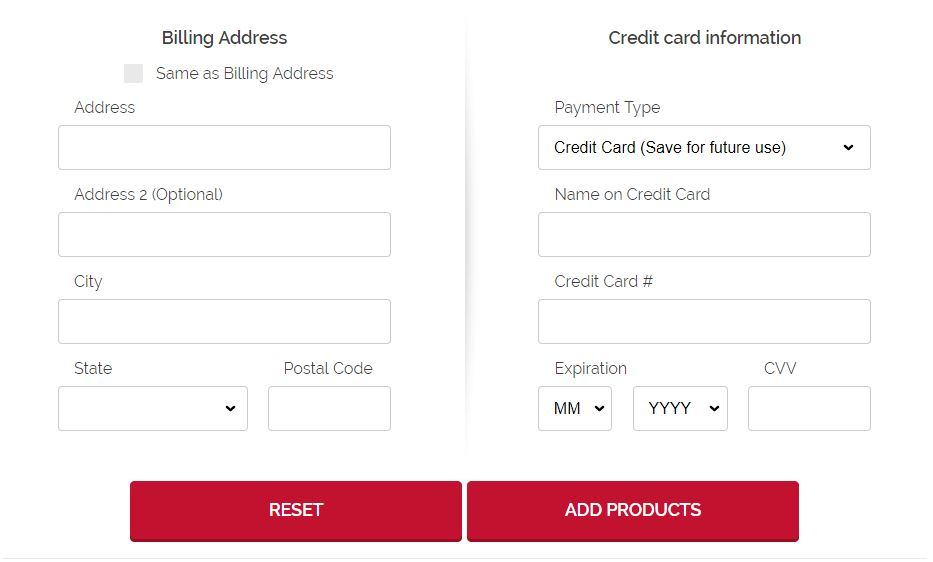 Billing Address
Same as Billing Address
Address
Address 2 (Optional)
City
State
Postal Code
Credit card information
Payment Type
Credit Card (Save for future use)
Name on Credit Card
Credit Card #
Expiration
CVV
MM
YYYY
RESET
ADD PRODUCTS